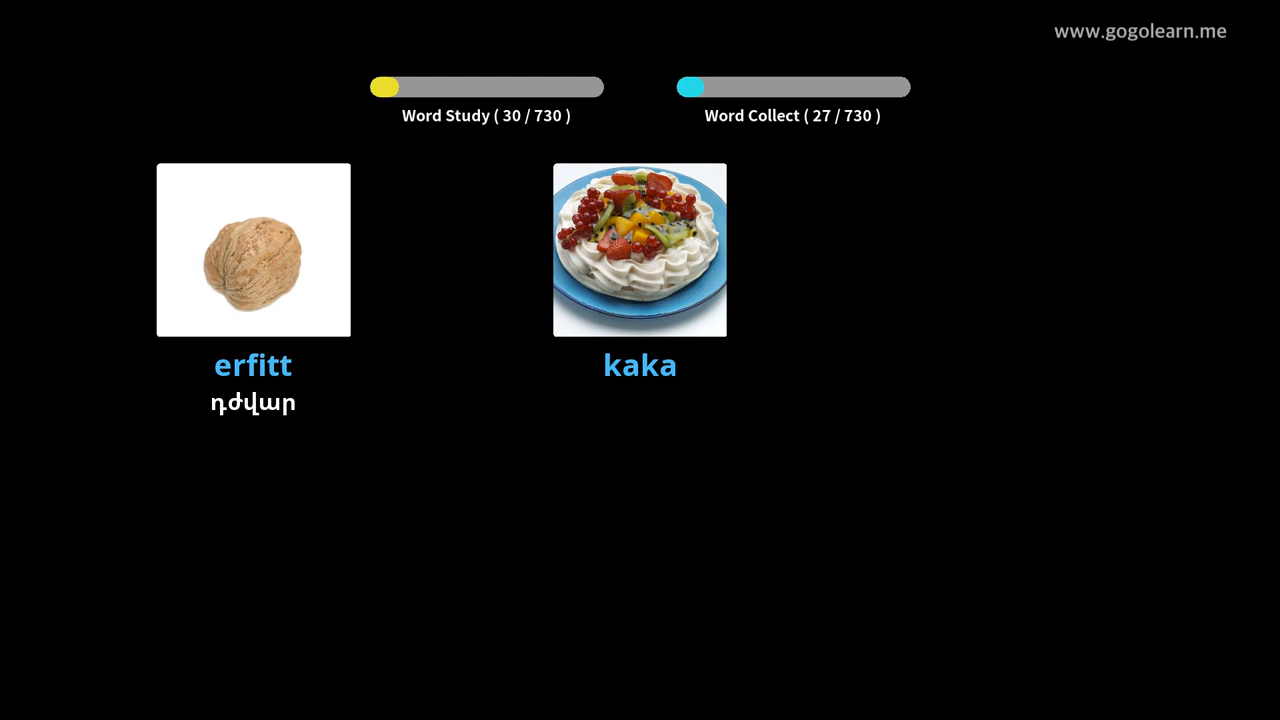 www.gogolearn.me
Word Study ( 30 / 730 )
Word Collect ( 27 / 730 )
erfitt
kaka
դժվար